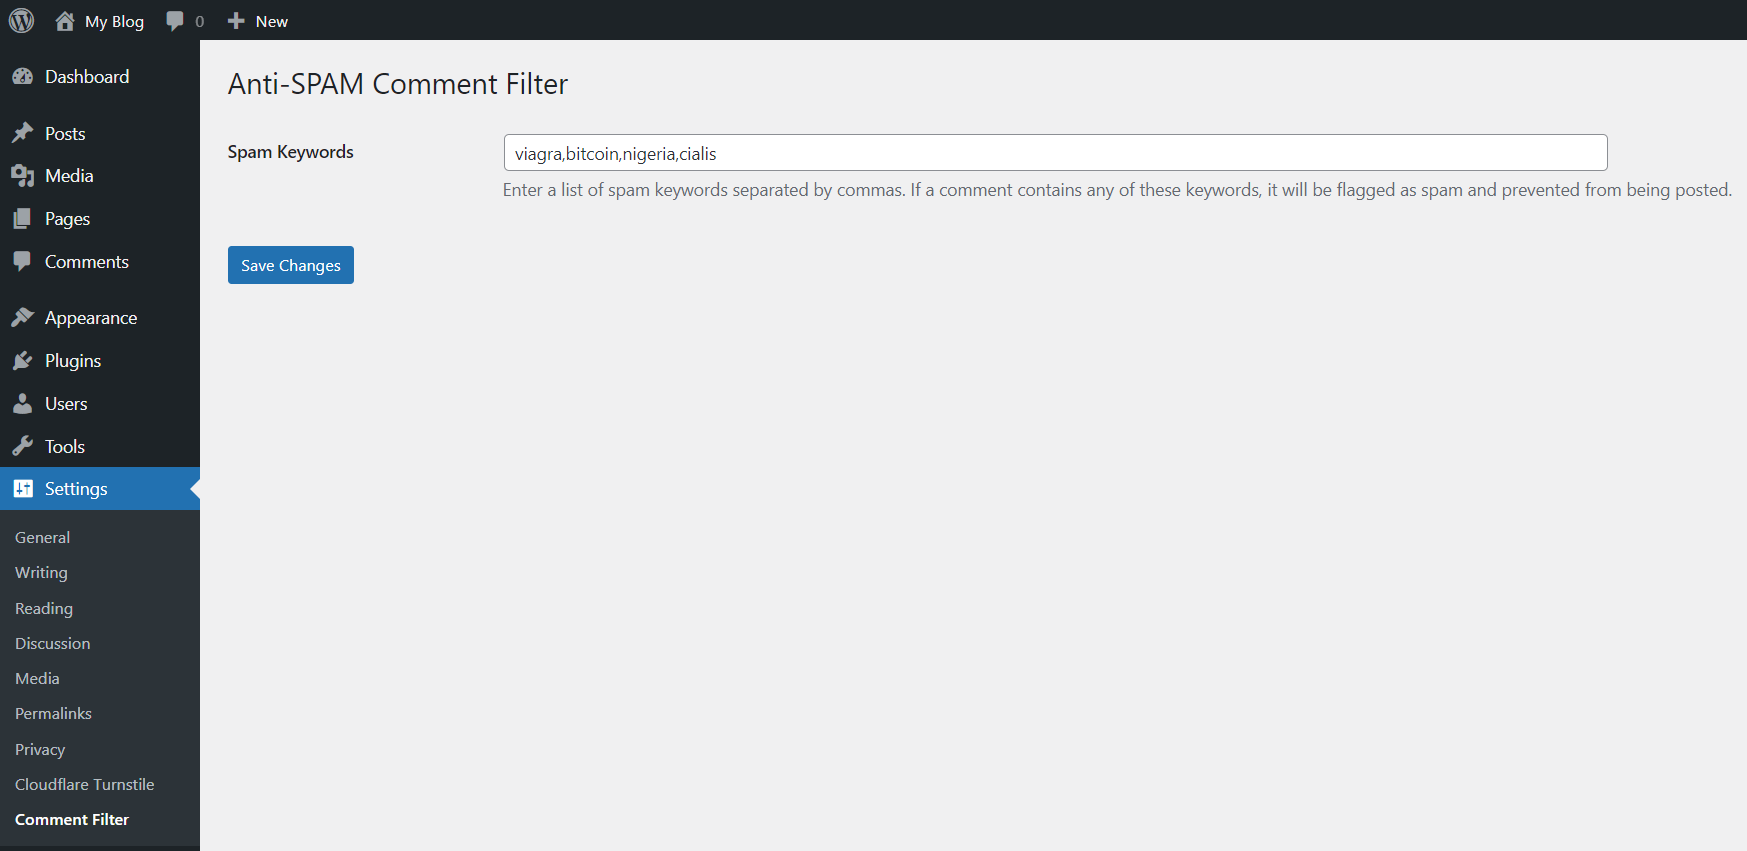 My Blog 0 New
Dashboard
Posts
Media
Pages
Comments
Appearance
Plugins
Users
Tools
Settings
General
Writing
Reading
Discussion
Media
Permalinks
Privacy
Cloudflare Turnstile
Comment Filter
Anti-SPAM Comment Filter
Spam Keywords
viagra,bitcoin,nigeria,cialis
Enter a list of spam keywords separated by commas. If a comment contains any of these keywords, it will be flagged as spam and prevented from being posted.
Save Changes